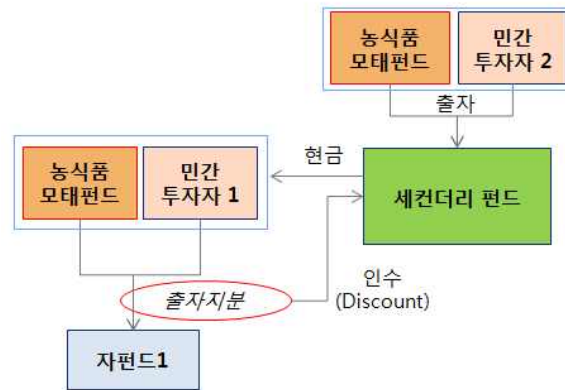 농식품
모태펀드
민간
투자자 2
출자
현금
세컨더리 펀드
농식품
모태펀드
민간
투자자 1
출자지분
인수
(Discount)
자펀드1